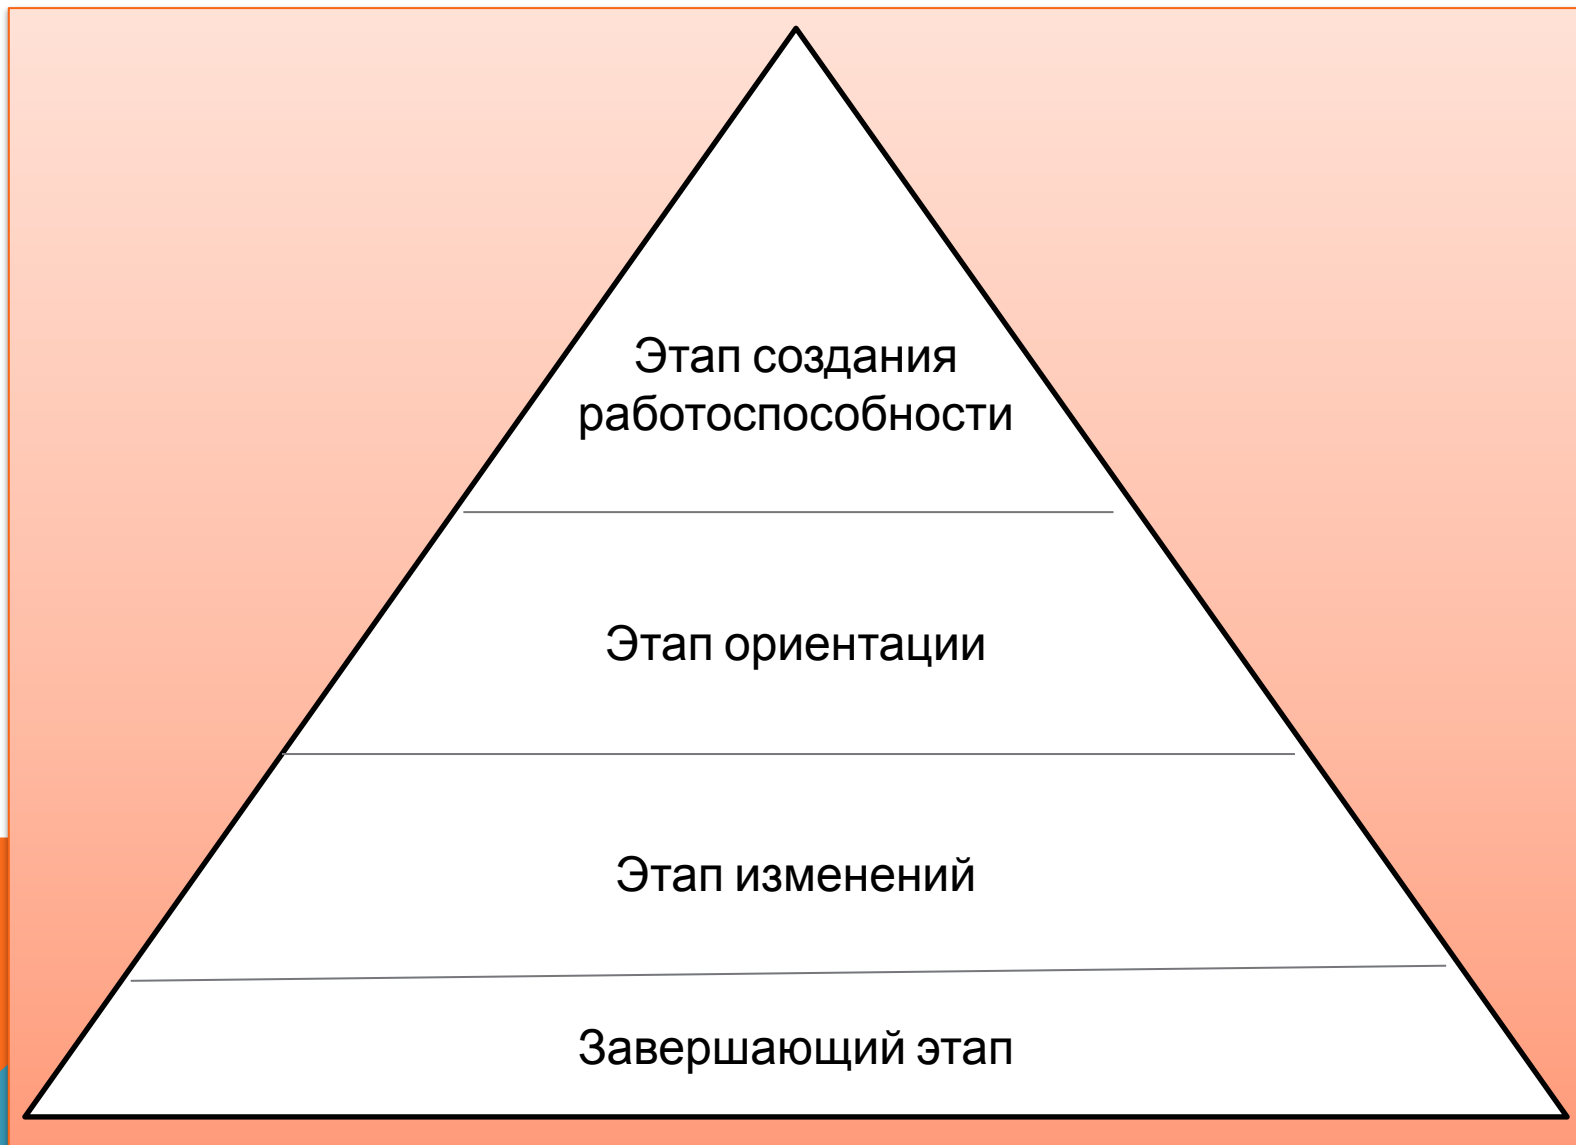 Этап создания
работоспособности
Этап ориентации
Этап изменений
Завершающий этап